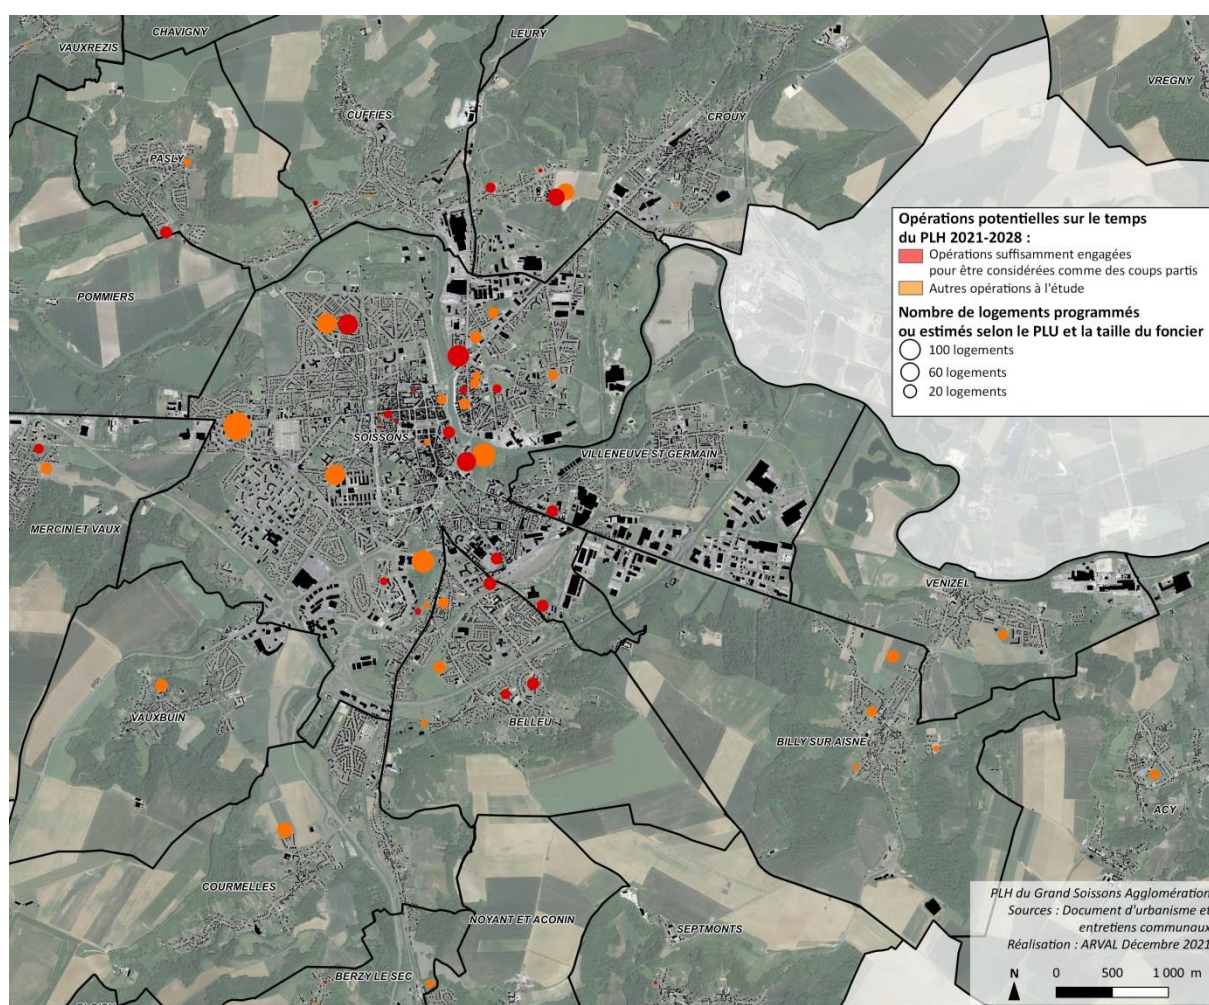 CHAVIGNY
VAUXREZIS
LEURY
VREGNY
CUFFIES
CROUY
PASLY
Opérations potentielles sur le temps
du PLH 2021-2028 :
Opérations suffisamment engagées
pour être considérées comme des coups partis
Autres opérations à l'étude
Nombre de logements programmés
ou estimés selon le PLU et la taille du foncier
100 logements
60 logements
20 logements
POMMIERS
SOISSONS
VILLENEUVE ST GERMAIN
MERCIN ET VAUX
VENIZEL
VAUXBUIN
BELLEU
BILLY SUR AISNE
ACY
COURMELLES
NOYANT ET ACONIN
SEPTMONTS
BERZY LE SEC
PLH du Grand Soissons Agglomération
Sources : Document d'urbanisme et
entretiens communaux
Réalisation : ARVAL Décembre 2021
N 0 500 1 000 m